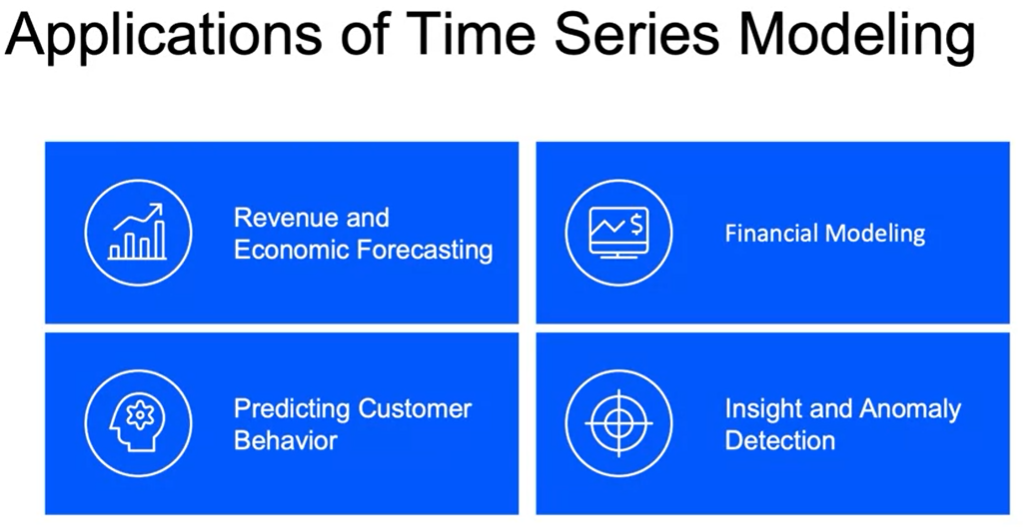 Applications of Time Series Modeling
Revenue and
Economic Forecasting
$
Financial Modeling
Predicting Customer
Behavior
Insight and Anomaly
Detection